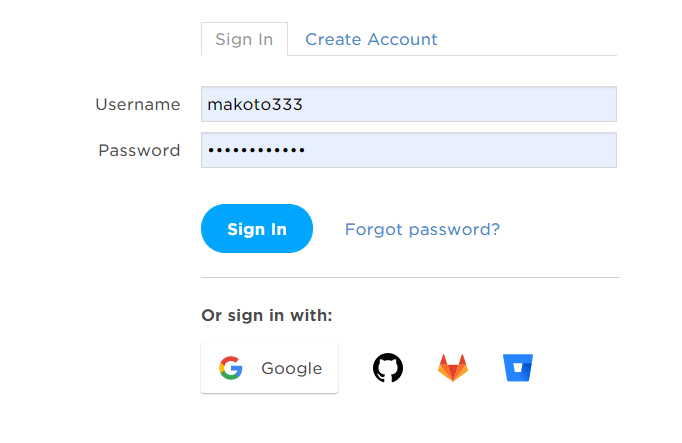 Sign In Create Account
Username makoto333
Password ••••••••••••
Sign In Forgot password?
Or sign in with:
Google